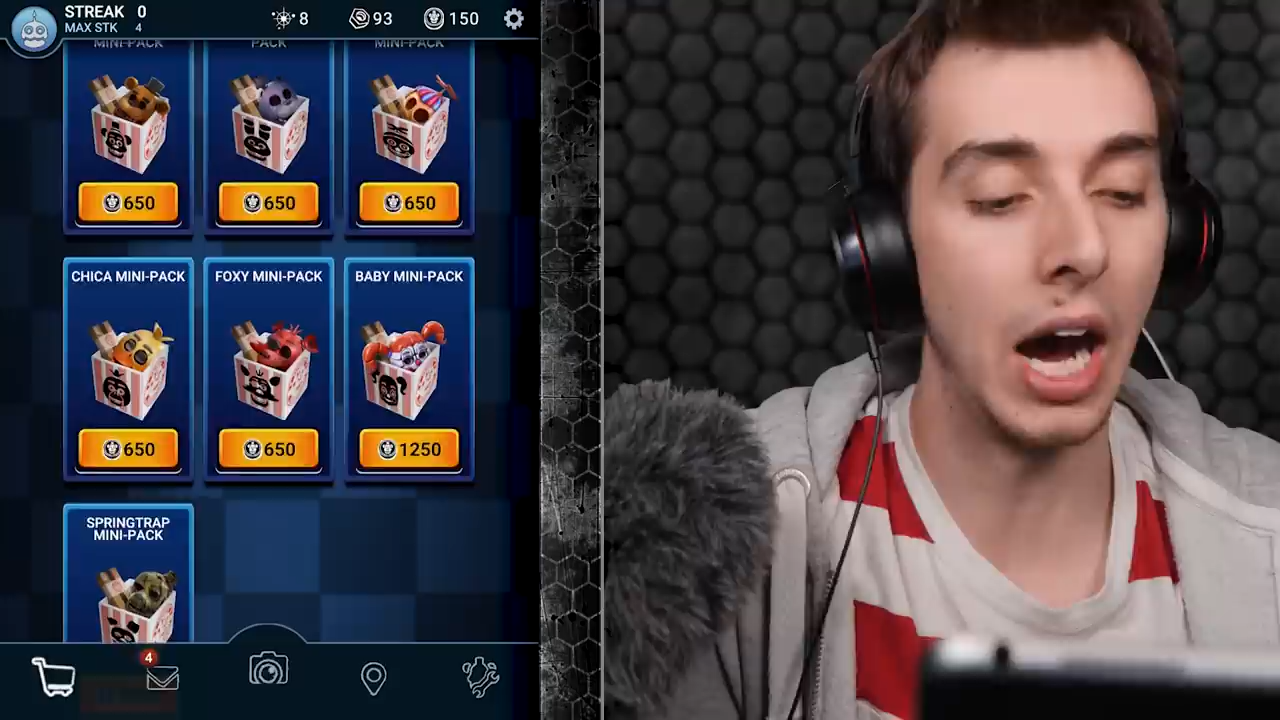 STREAK 0
MAX STK 4
8
93
150
MINI-PACK
PACK
MINI-PACK
650
650
650
CHICA MINI-PACK
FOXY MINI-PACK
BABY MINI-PACK
650
650
1250
SPRINGTRAP
MINI-PACK
4